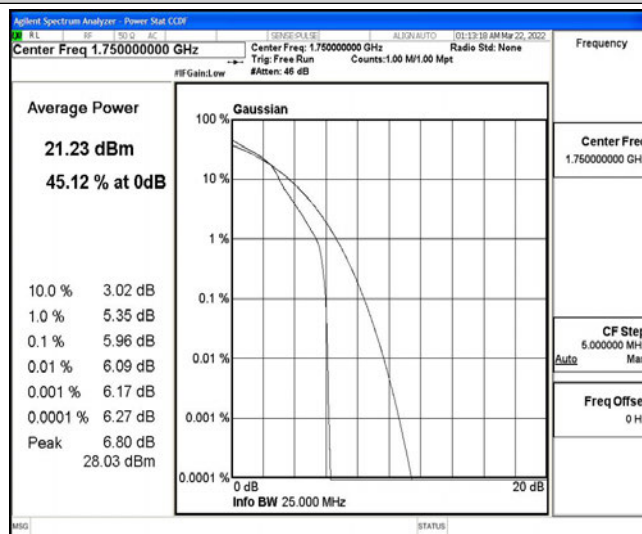 Agilent Spectrum Analyzer - Power Stat CCDF
RL RF 50 Ω AC SENSE:PULSE ALIGN AUTO 01:13:18 AM Mar 22, 2022
Center Freq 1.750000000 GHz
Center Freq: 1.750000000 GHz Radio Std: None
Trig: Free Run Counts:1.00 M/1.00 Mpt
#IFGain:Low #Atten: 46 dB
Frequency
Average Power
21.23 dBm
45.12 % at 0dB
10.0 % 3.02 dB
1.0 % 5.35 dB
0.1 % 5.96 dB
0.01 % 6.09 dB
0.001 % 6.17 dB
0.0001 % 6.27 dB
Peak 6.80 dB
28.03 dBm
Gaussian
100 %
10 %
1 %
0.1 %
0.01 %
0.001 %
0.0001 %
0 dB 20 dB
Info BW 25.000 MHz
Center Fre
1.750000000 GH
CF Step
5.000000 MH
Auto Ma
Freq Offse
0 H
MSG STATUS